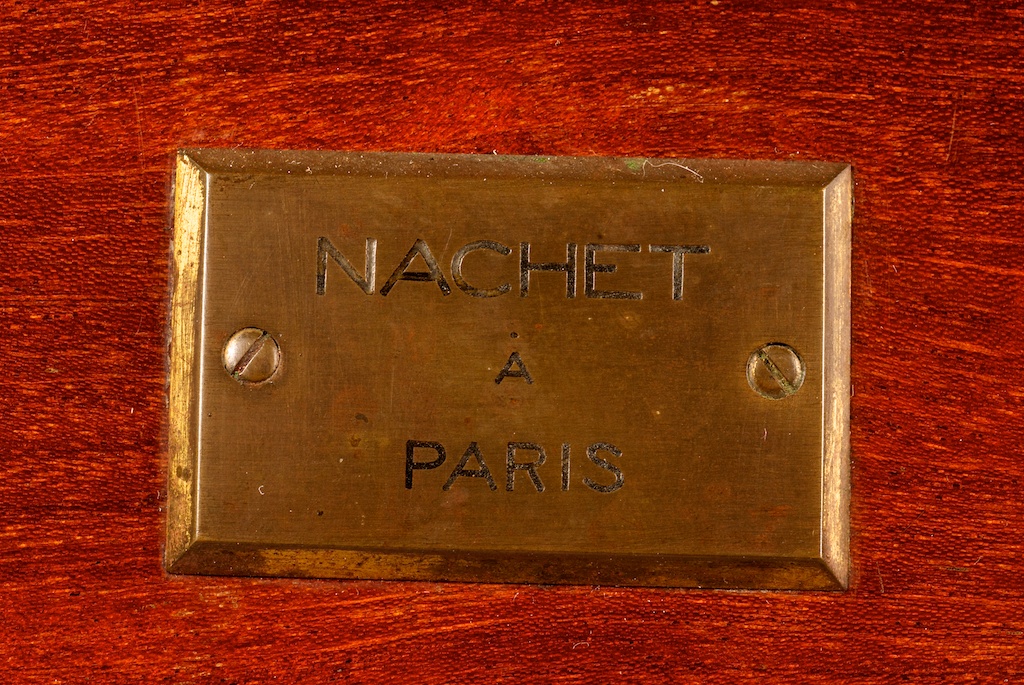 NACHET
Ȧ
PARIS